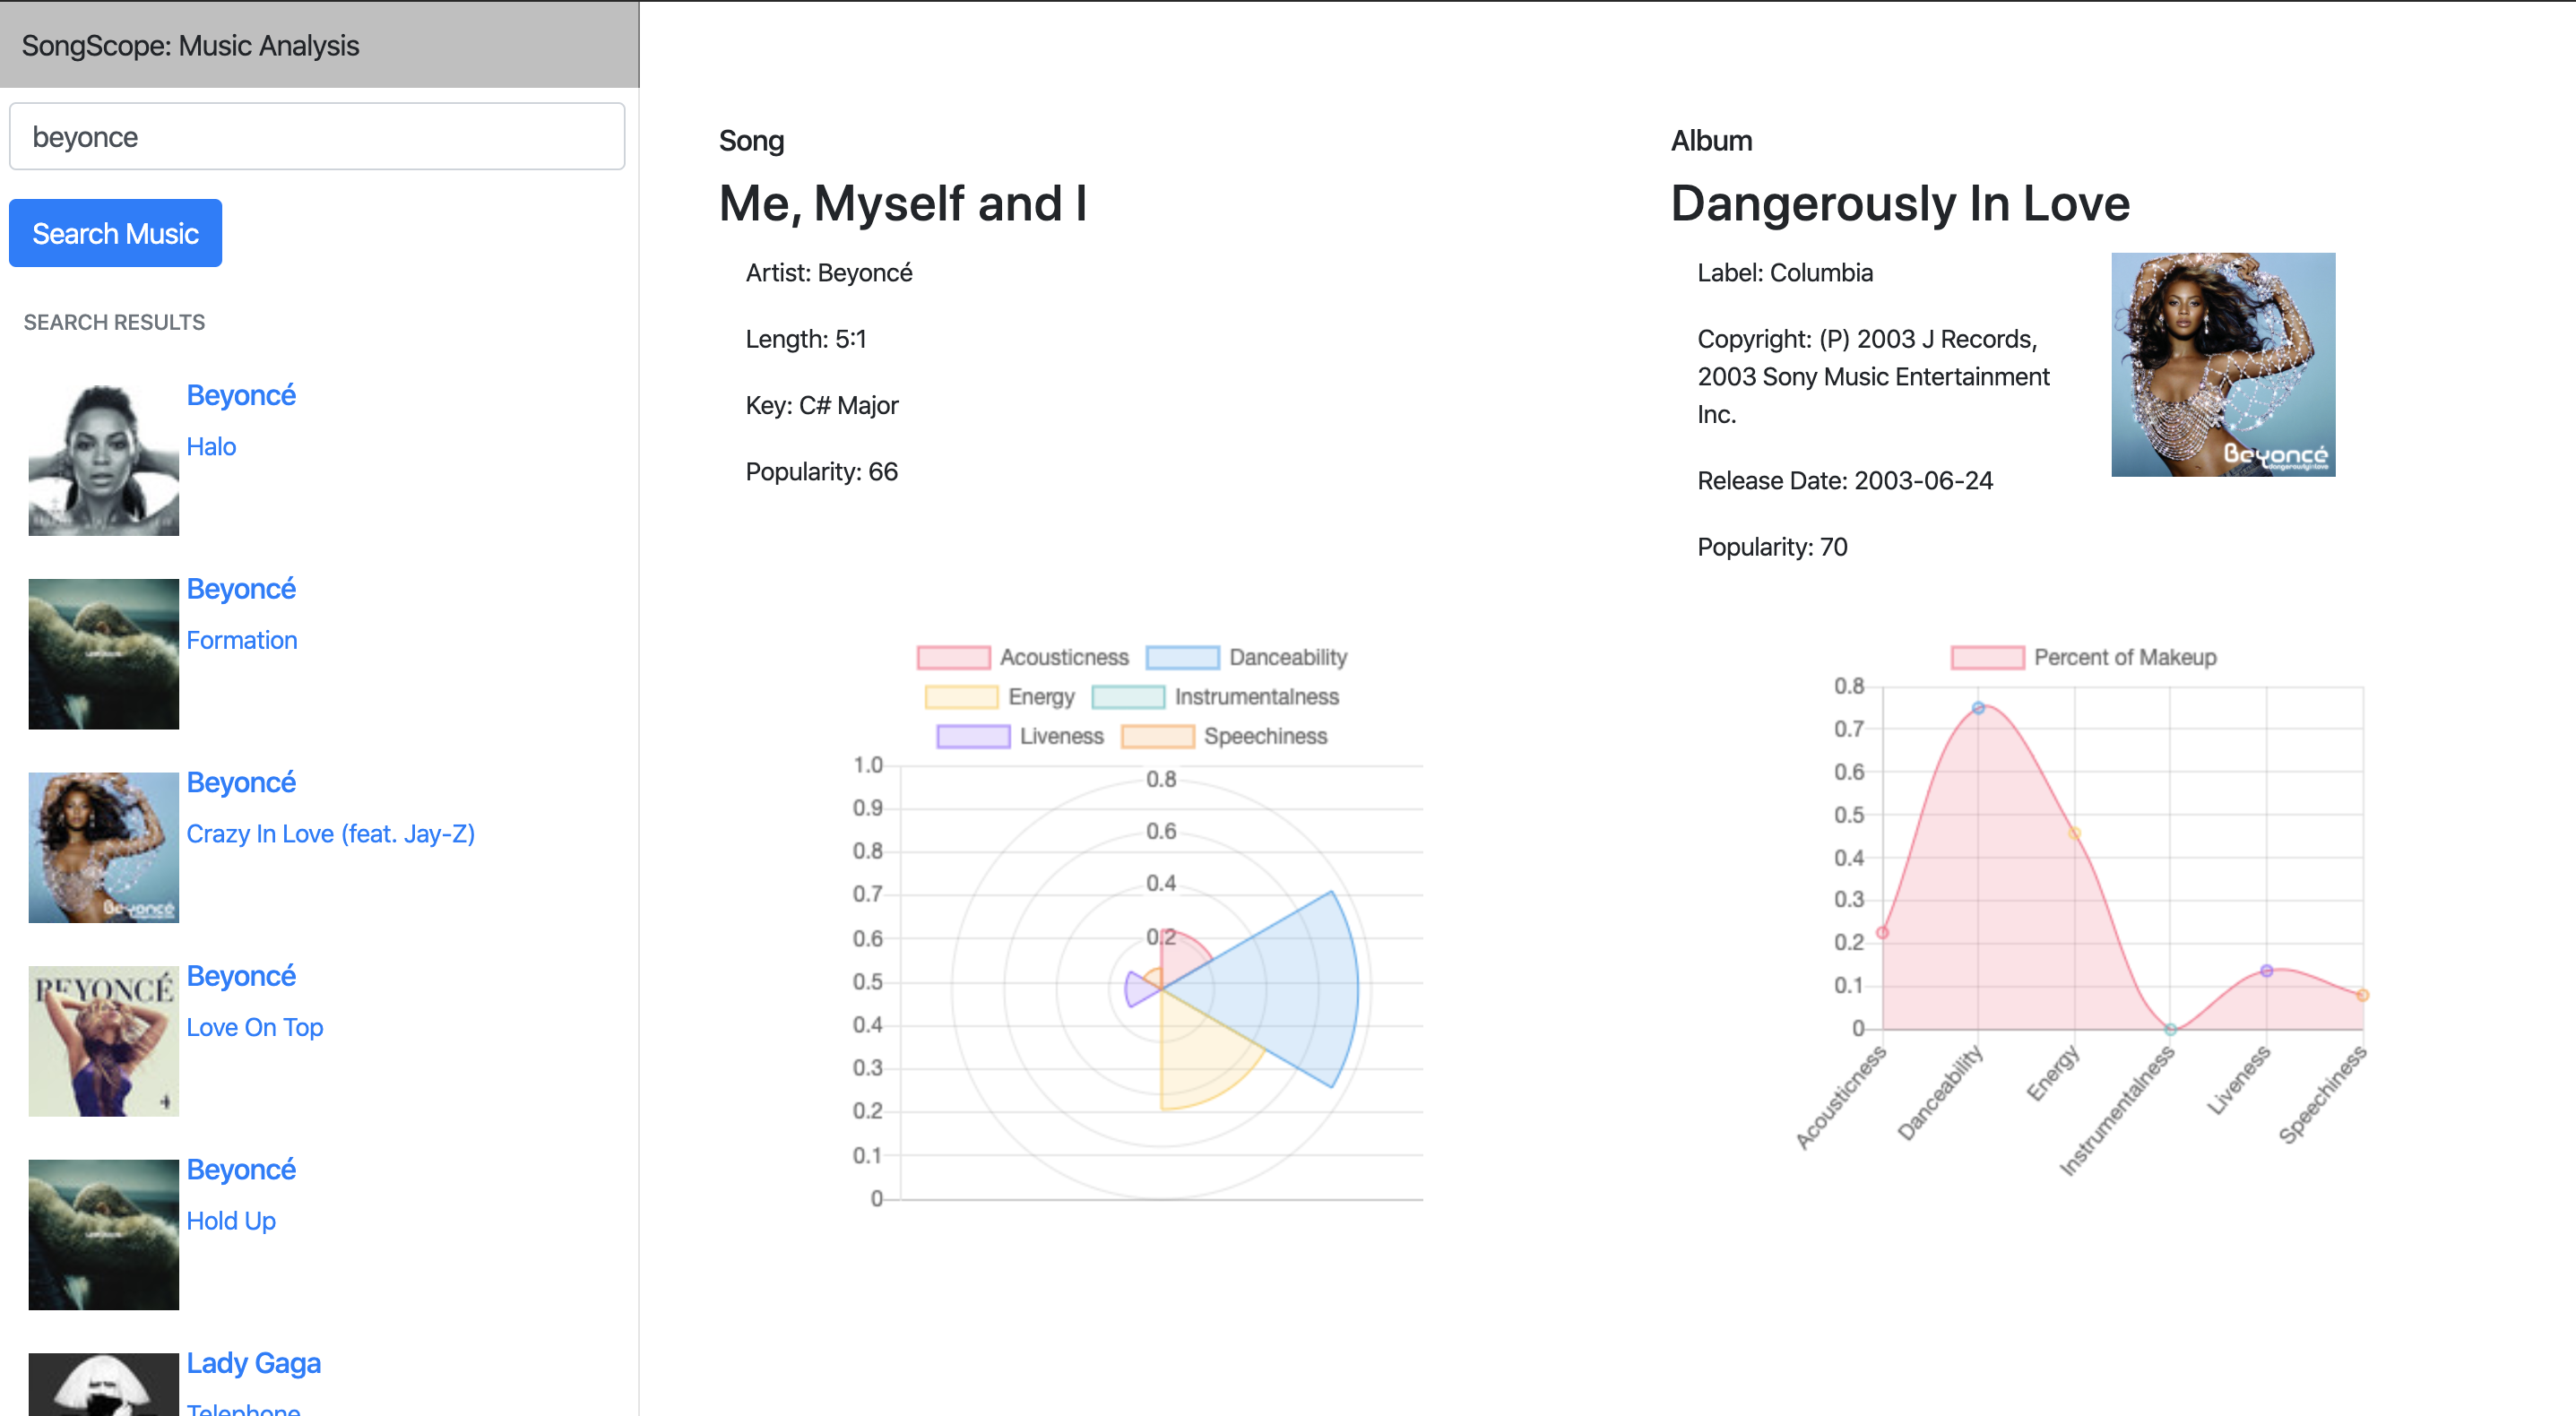 SongScope: Music Analysis
beyonce
Search Music
SEARCH RESULTS
Beyoncé
Halo
Beyoncé
Formation
Beyoncé
Crazy In Love (feat. Jay-Z)
Beyoncé
BEYONCÉ
4
Love On Top
Beyoncé
Hold Up
Lady Gaga
Telephone
Song
Me, Myself and I
Artist: Beyoncé
Length: 5:1
Key: C# Major
Popularity: 66
Album
Dangerously In Love
Label: Columbia
Copyright: (P) 2003 J Records,
2003 Sony Music Entertainment
Inc.
Release Date: 2003-06-24
Popularity: 70
Beyoncé
dangerously in love
Acousticness Danceability
Energy Instrumentalness
Liveness Speechiness
1.0
0.9
0.8
0.7
0.6
0.5
0.4
0.3
0.2
0.1
0
0.8
0.6
0.4
0.2
Percent of Makeup
0.8
0.7
0.6
0.5
0.4
0.3
0.2
0.1
0
Acousticness
Danceability
Energy
Instrumentalness
Liveness
Speechiness